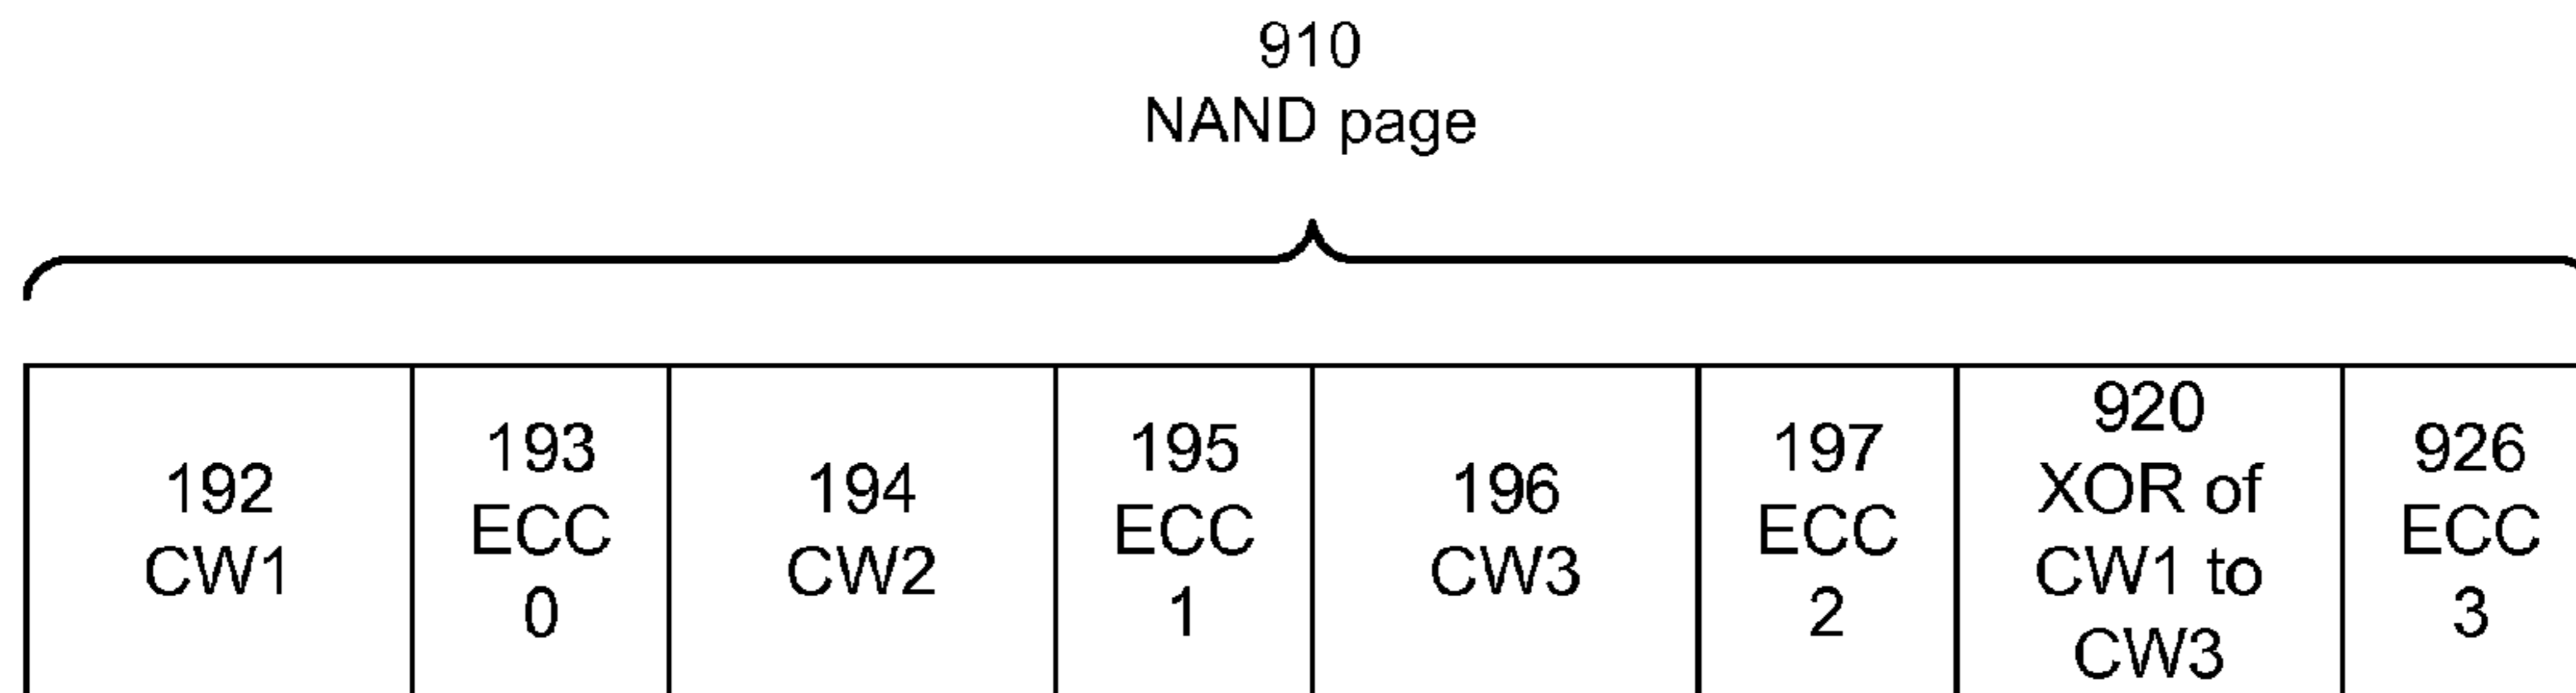 910
NAND page
192
CW1
193
ECC
0
194
CW2
195
ECC
1
196
CW3
197
ECC
2
920
XOR of
CW1 to
CW3
926
ECC
3